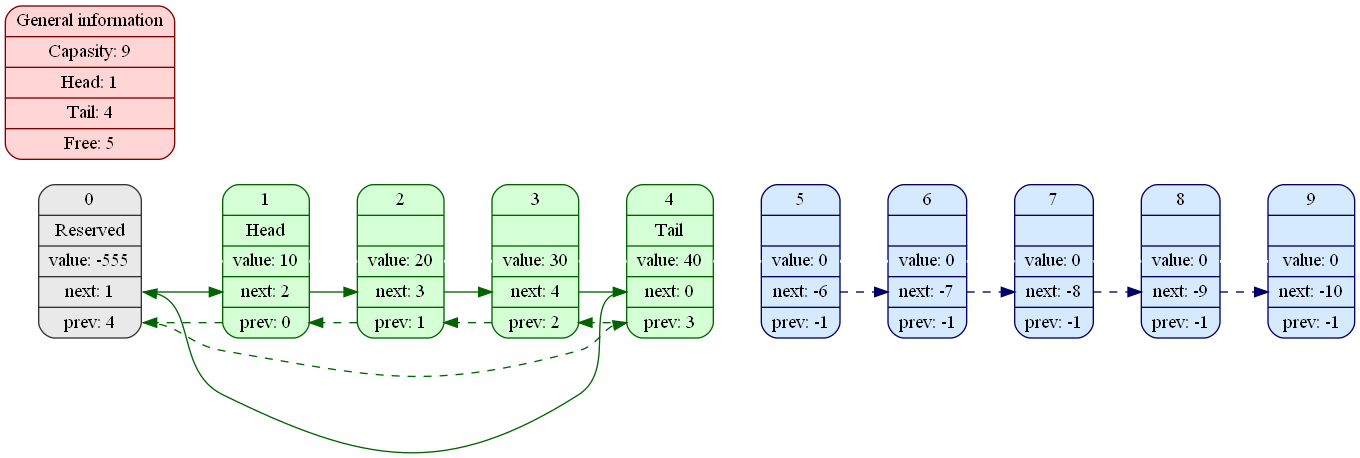 General information
Capasity: 9
Head: 1
Tail: 4
Free: 5
0
Reserved
value: -555
next: 1
prev: 4
1
Head
value: 10
next: 2
prev: 0
2
value: 20
next: 3
prev: 1
3
value: 30
next: 4
prev: 2
4
Tail
value: 40
next: 0
prev: 3
5
value: 0
next: -6
prev: -1
6
value: 0
next: -7
prev: -1
7
value: 0
next: -8
prev: -1
8
value: 0
next: -9
prev: -1
9
value: 0
next: -10
prev: -1